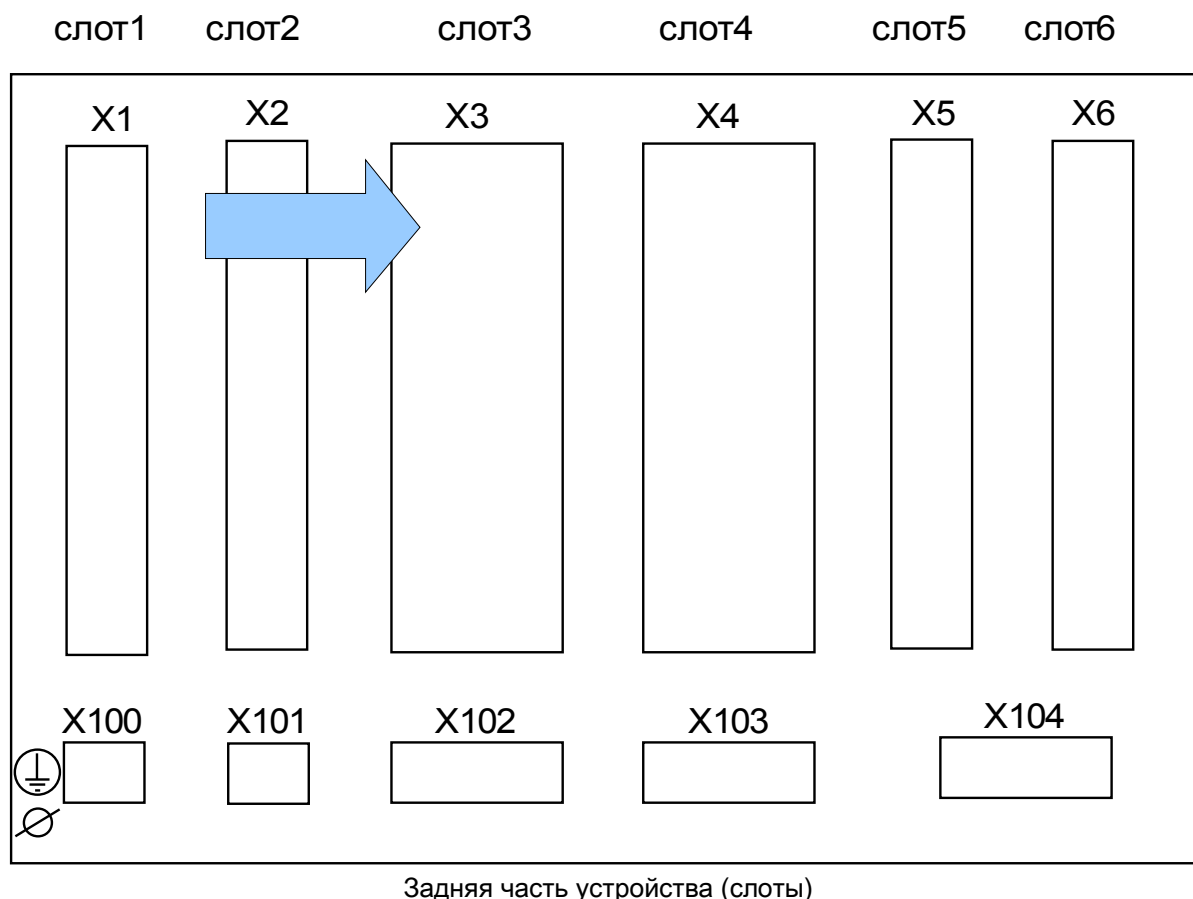 слот1 слот2 слот3 слот4 слот5 слот6
X1 X2 X3 X4 X5 X6
X100 X101 X102 X103 X104
Задняя часть устройства (слоты)